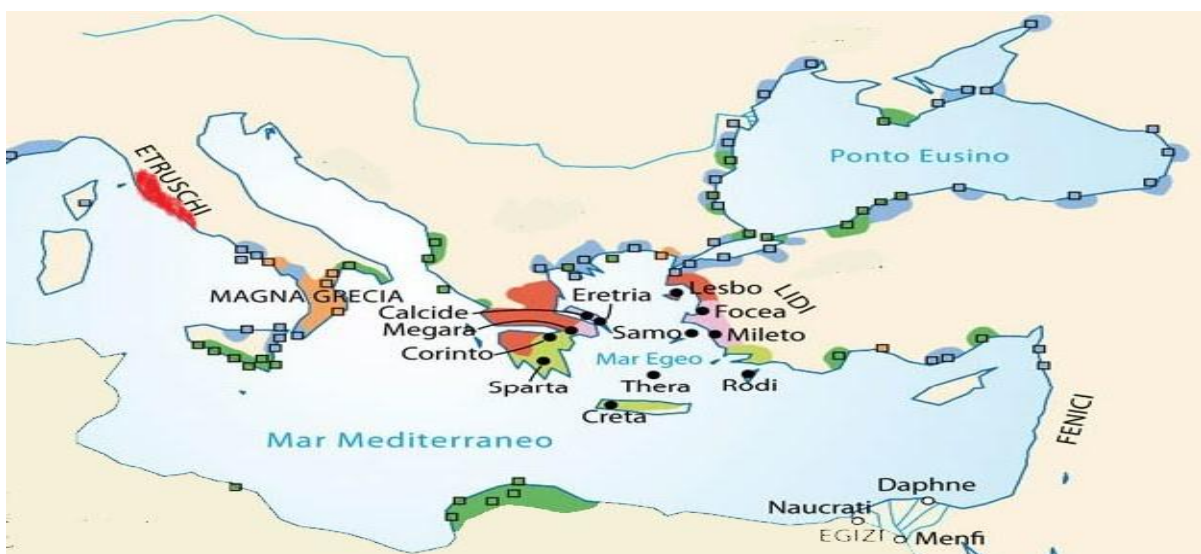 Ponto Eusino
ETRUSCHI
LIDI
Lesbo
MAGNA GRECIA
Eretria
Calcide
Focea
Megara
Samo
Mileto
Corinto
Mar Egeo
Sparta
Thera
Rodi
Creta
Mar Mediterraneo
FENICI
Daphne
Naucrati
EGIZI
Menfi